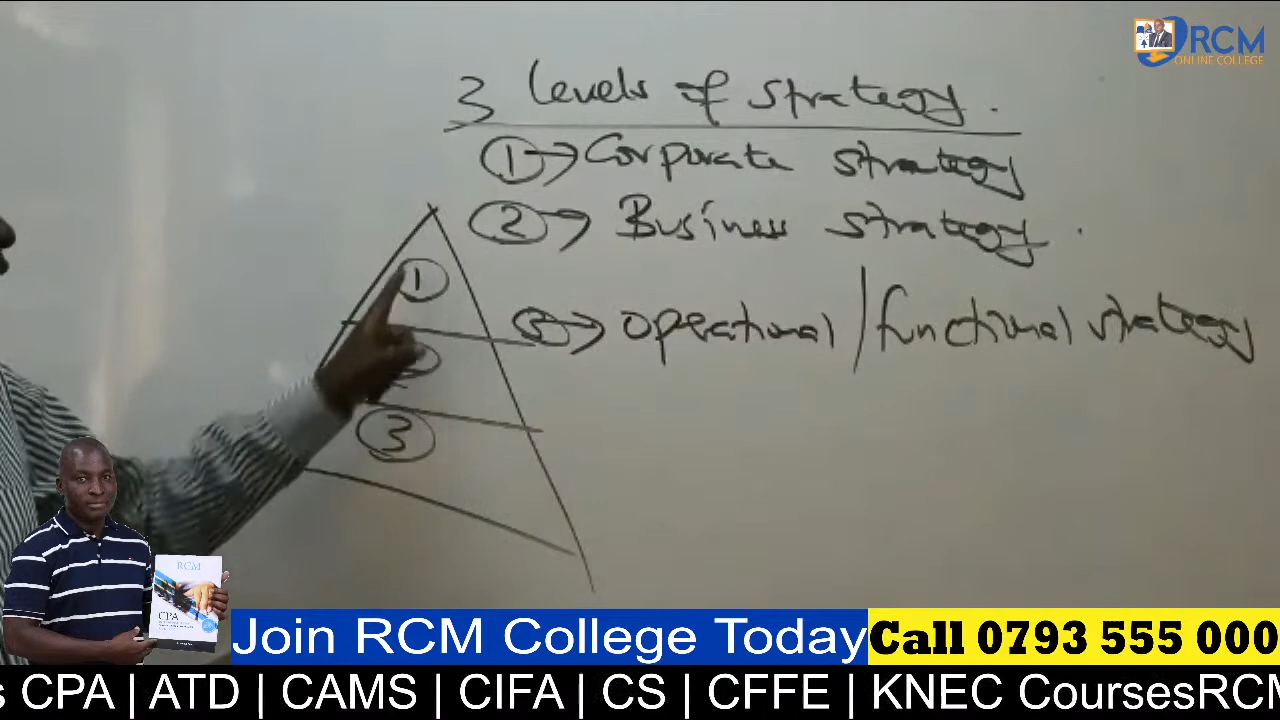 RCM
ONLINE COLLEGE
3 levels of strategy.
① → Corporate strategy
② → Business strategy.
③ → operational / functional strategy
①
②
③
RCM
CPA
Join RCM College Today
Call 0793 555 000
s CPA | ATD | CAMS | CIFA | CS | CFFE | KNEC CoursesRCM